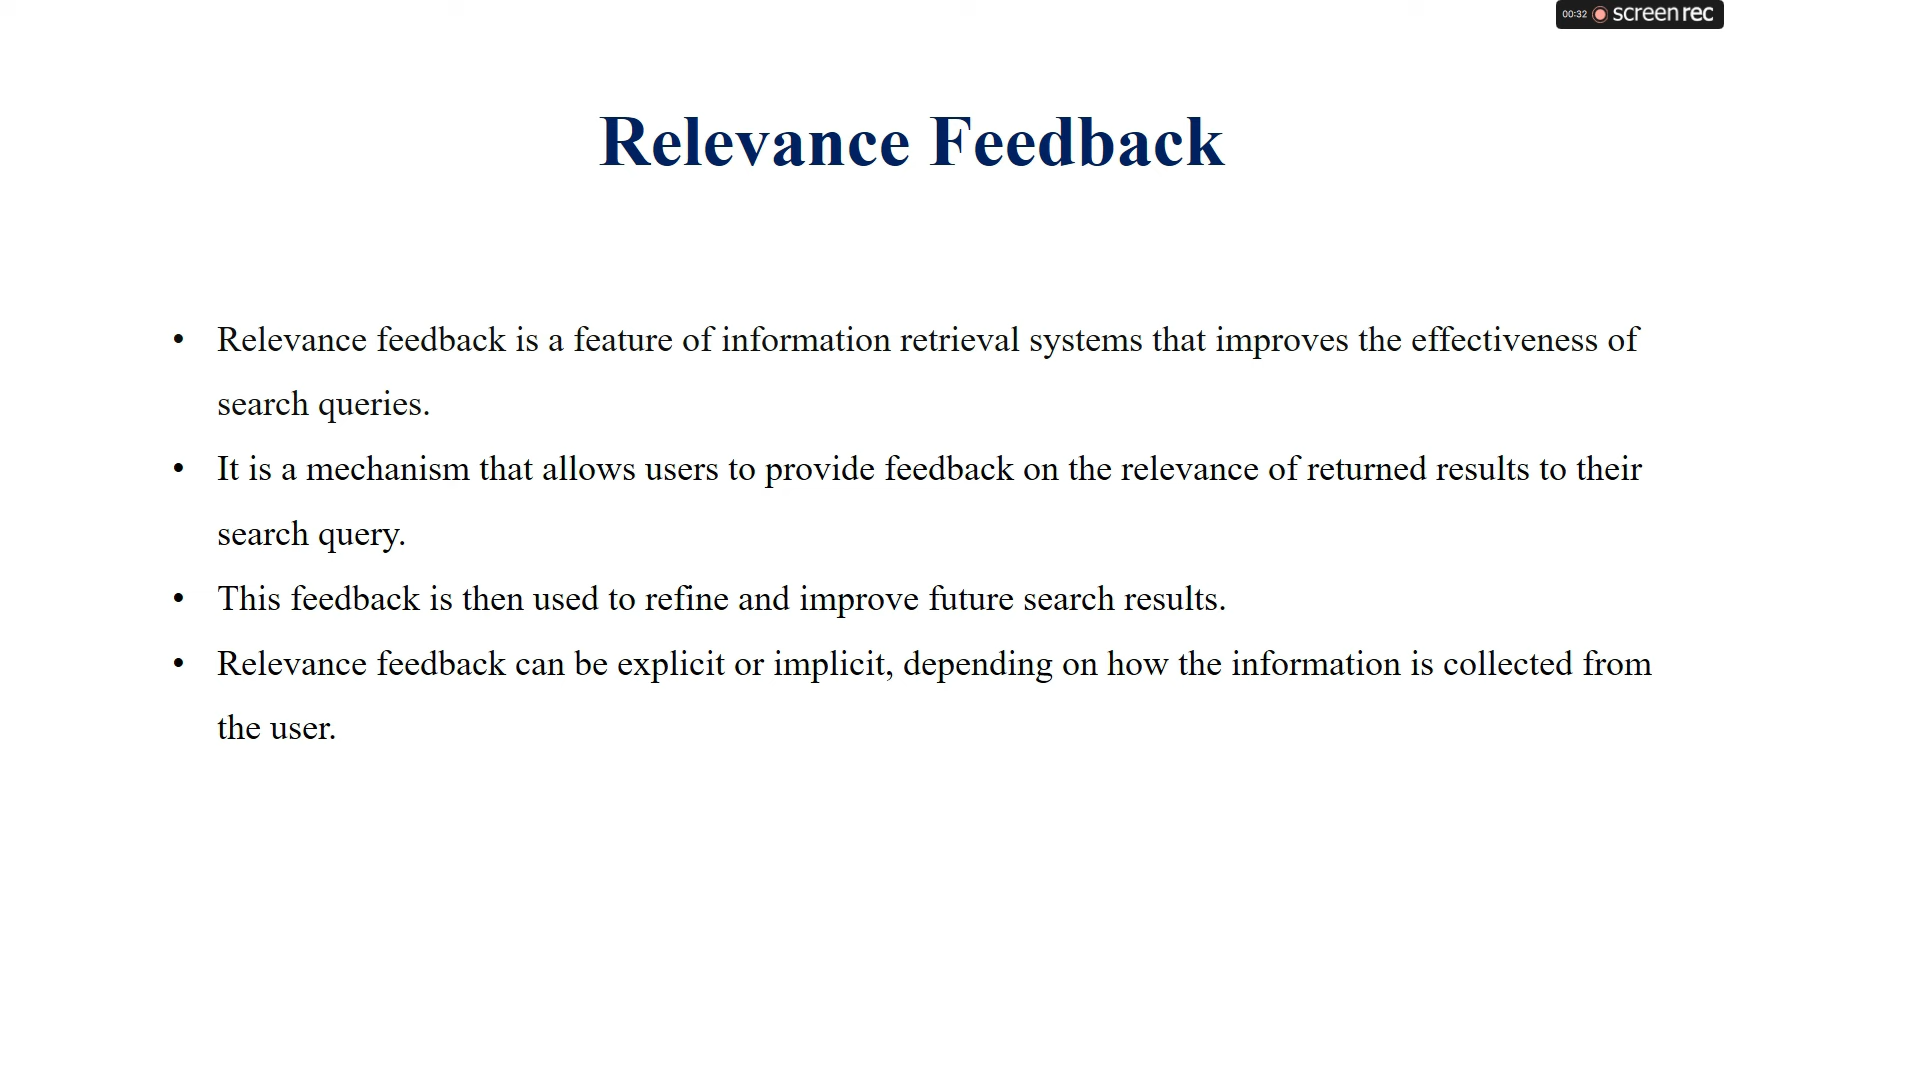 00:32 screenrec
Relevance Feedback
• Relevance feedback is a feature of information retrieval systems that improves the effectiveness of
search queries.
• It is a mechanism that allows users to provide feedback on the relevance of returned results to their
search query.
• This feedback is then used to refine and improve future search results.
• Relevance feedback can be explicit or implicit, depending on how the information is collected from
the user.